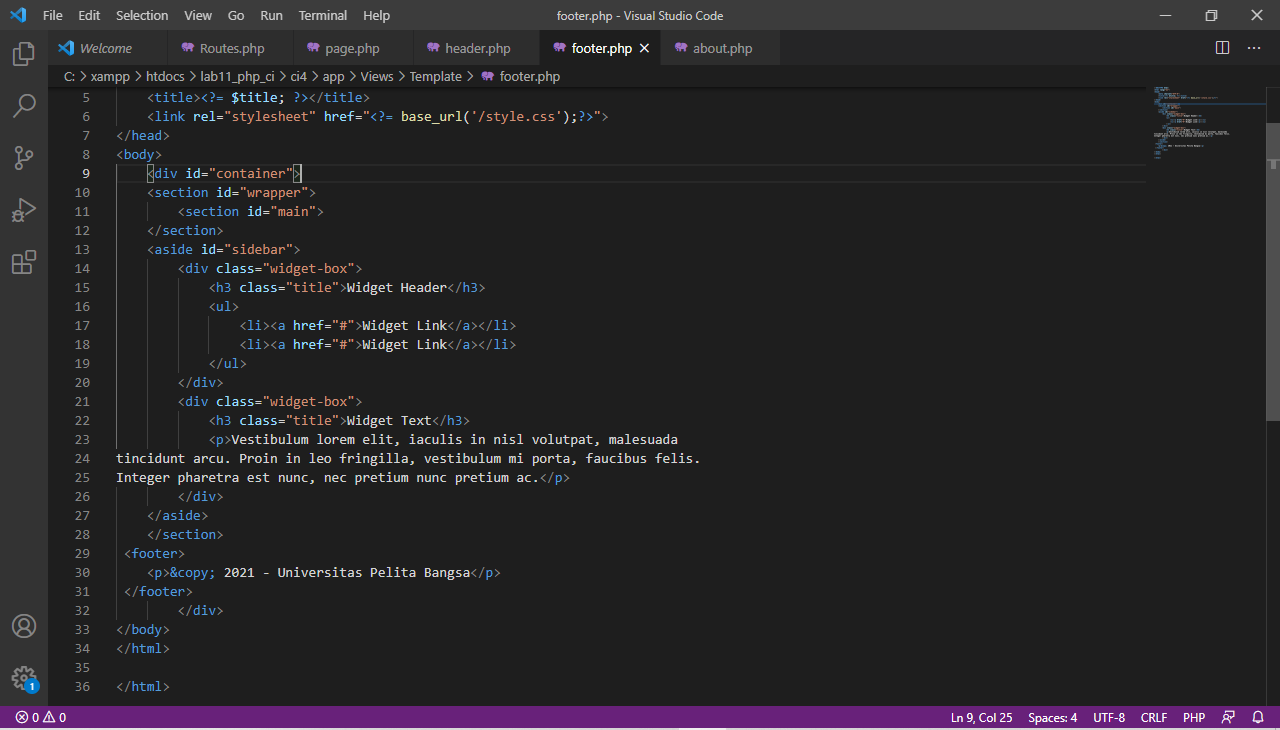 File Edit Selection View Go Run Terminal Help footer.php - Visual Studio Code
Welcome Routes.php page.php header.php footer.php about.php
C: > xampp > htdocs > lab11_php_ci > ci4 > app > Views > Template > footer.php
5 <title><?= $title; ?></title>
6 <link rel="stylesheet" href="<?= base_url('/style.css');?>">
7 </head>
8 <body>
9 <div id="container">
10 <section id="wrapper">
11 <section id="main">
12 </section>
13 <aside id="sidebar">
14 <div class="widget-box">
15 <h3 class="title">Widget Header</h3>
16 <ul>
17 <li><a href="#">Widget Link</a></li>
18 <li><a href="#">Widget Link</a></li>
19 </ul>
20 </div>
21 <div class="widget-box">
22 <h3 class="title">Widget Text</h3>
23 <p>Vestibulum lorem elit, iaculis in nisl volutpat, malesuada
24 tincidunt arcu. Proin in leo fringilla, vestibulum mi porta, faucibus felis.
25 Integer pharetra est nunc, nec pretium nunc pretium ac.</p>
26 </div>
27 </aside>
28 </section>
29 <footer>
30 <p>&copy; 2021 - Universitas Pelita Bangsa</p>
31 </footer>
32 </div>
33 </body>
34 </html>
35
36 </html>
1
0 0 Ln 9, Col 25 Spaces: 4 UTF-8 CRLF PHP